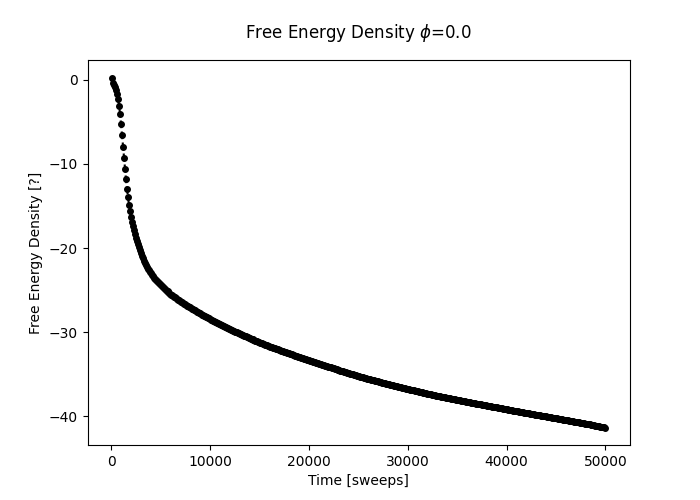 Free Energy Density ϕ=0.0
0
−10
−20
−30
−40
Free Energy Density [?]
0 10000 20000 30000 40000 50000
Time [sweeps]